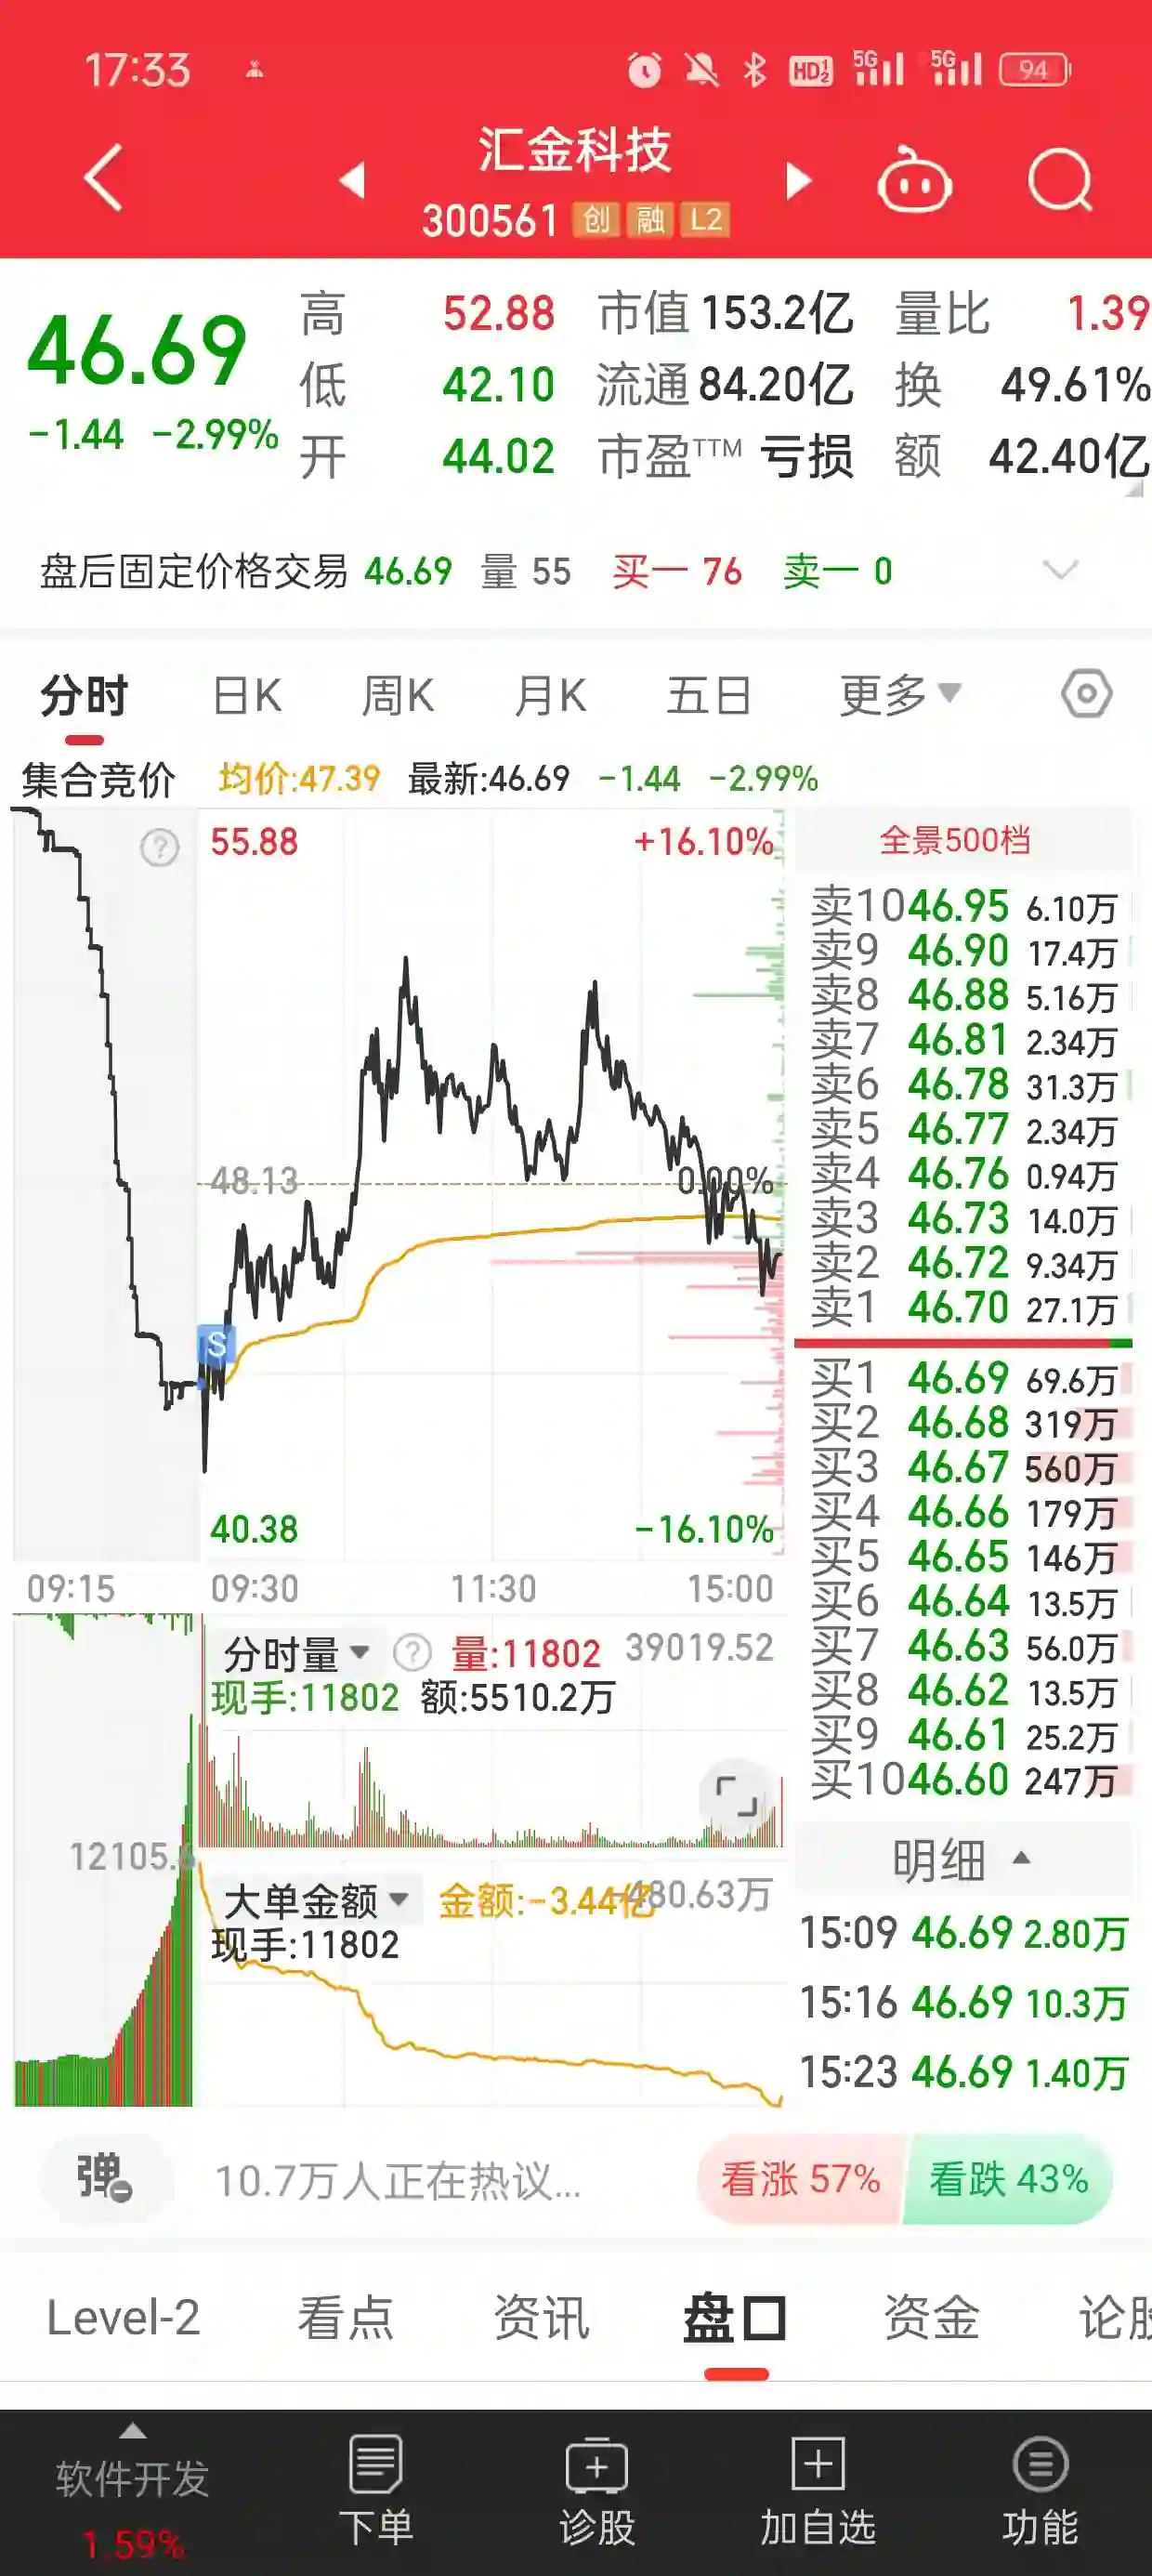 17:33 HD 1 2 5G 5G 94
汇金科技
300561 创 融 L2
46.69
-1.44 -2.99%
高 52.88 市值 153.2亿 量比 1.39
低 42.10 流通 84.20亿 换 49.61%
开 44.02 市盈TTM 亏损 额 42.40亿
盘后固定价格交易 46.69 量 55 买一 76 卖一 0
分时 日K 周K 月K 五日 更多
集合竞价 均价:47.39 最新:46.69 -1.44 -2.99%
? 55.88 +16.10%
48.13 0.00%
S
40.38 -16.10%
09:15 09:30 11:30 15:00
分时量 ? 量:11802 39019.52
现手:11802 额:5510.2万
12105.6
大单金额 金额:-3.44亿 -480.63万
现手:11802
全景500档
卖10 46.95 6.10万
卖9 46.90 17.4万
卖8 46.88 5.16万
卖7 46.81 2.34万
卖6 46.78 31.3万
卖5 46.77 2.34万
卖4 46.76 0.94万
卖3 46.73 14.0万
卖2 46.72 9.34万
卖1 46.70 27.1万
买1 46.69 69.6万
买2 46.68 319万
买3 46.67 560万
买4 46.66 179万
买5 46.65 146万
买6 46.64 13.5万
买7 46.63 56.0万
买8 46.62 13.5万
买9 46.61 25.2万
买10 46.60 247万
明细
15:09 46.69 2.80万
15:16 46.69 10.3万
15:23 46.69 1.40万
弹 10.7万人正在热议... 看涨 57% 看跌 43%
Level-2 看点 资讯 盘口 资金 论股
软件开发 下单 诊股 加自选 功能
1.59%